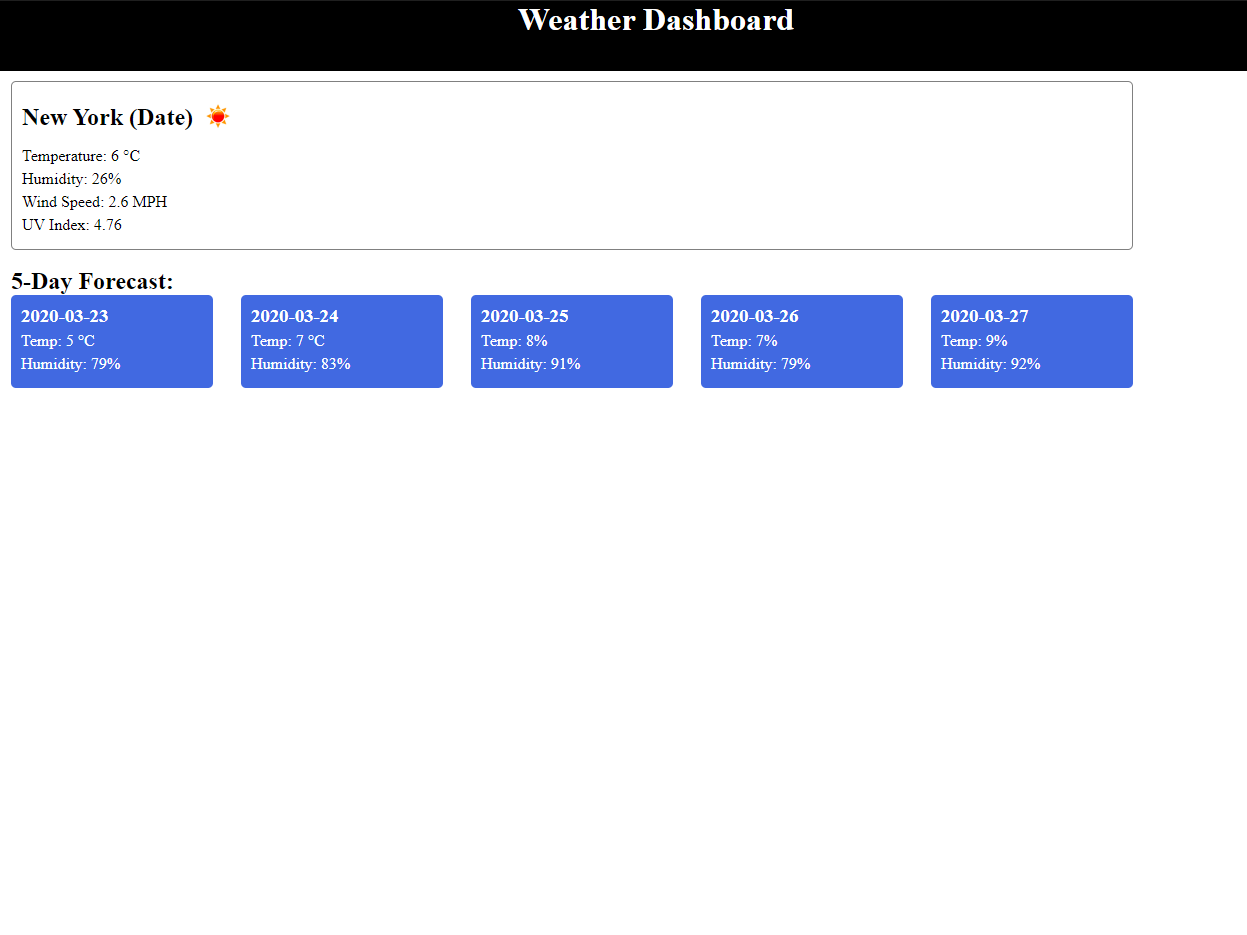 Weather Dashboard
New York (Date)
Temperature: 6 °C
Humidity: 26%
Wind Speed: 2.6 MPH
UV Index: 4.76
5-Day Forecast:
2020-03-23
Temp: 5 °C
Humidity: 79%
2020-03-24
Temp: 7 °C
Humidity: 83%
2020-03-25
Temp: 8%
Humidity: 91%
2020-03-26
Temp: 7%
Humidity: 79%
2020-03-27
Temp: 9%
Humidity: 92%